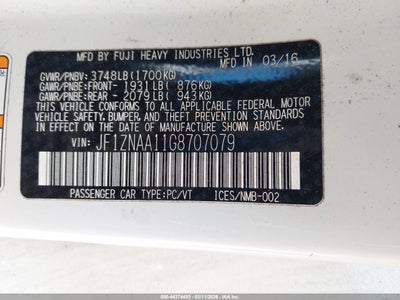 MFD BY FUJI HEAVY INDUSTRIES LTD.
MFD IN 03/16
GVWR/PNBV: 3748LB(1700KG)
GAWR/PNBE:FRONT- 1931LB( 876KG)
GAWR/PNBE:REAR - 2079LB( 943KG)
THIS VEHICLE CONFORMS TO ALL APPLICABLE FEDERAL MOTOR
VEHICLE SAFETY, BUMPER, AND THEFT PREVENTION STANDARDS
IN EFFECT ON THE DATE OF MANUFACTURE SHOWN ABOVE.
VIN: JF1ZNAA11G8707079
PASSENGER CAR TYPE:PC/VT ICES/NMB-002